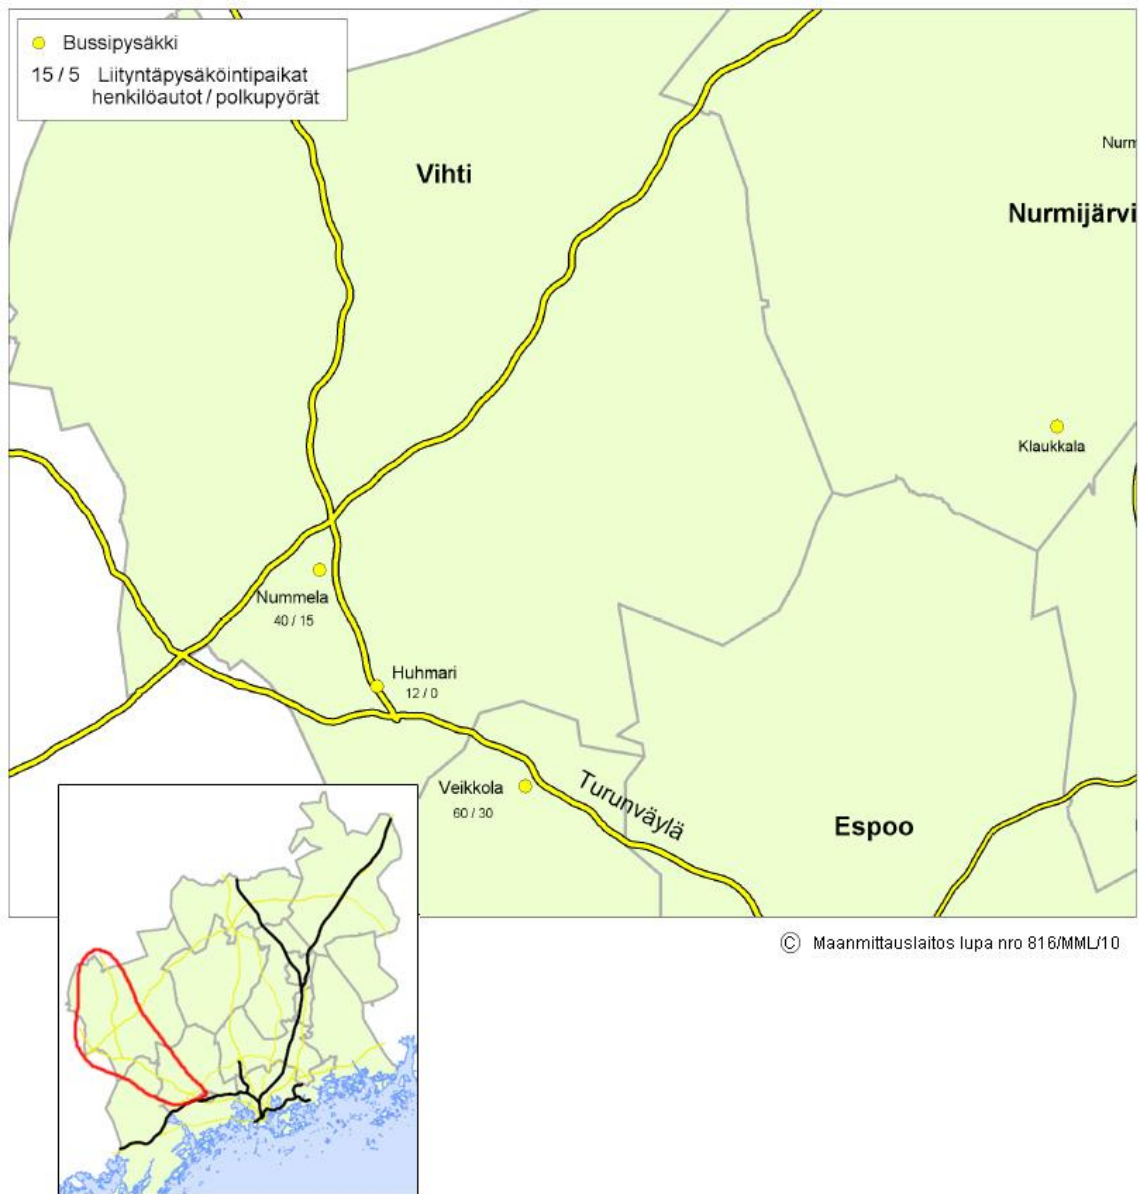 Bussipysäkki
15 / 5 Liityntäpysäköintipaikat
henkilöautot / polkupyörät
Vihti
Nurm
Nurmijärvi
Klaukkala
Nummela
40 / 15
Huhmari
12 / 0
Veikkola
60 / 30
Turunväylä
Espoo
© Maanmittauslaitos lupa nro 816/MML/10